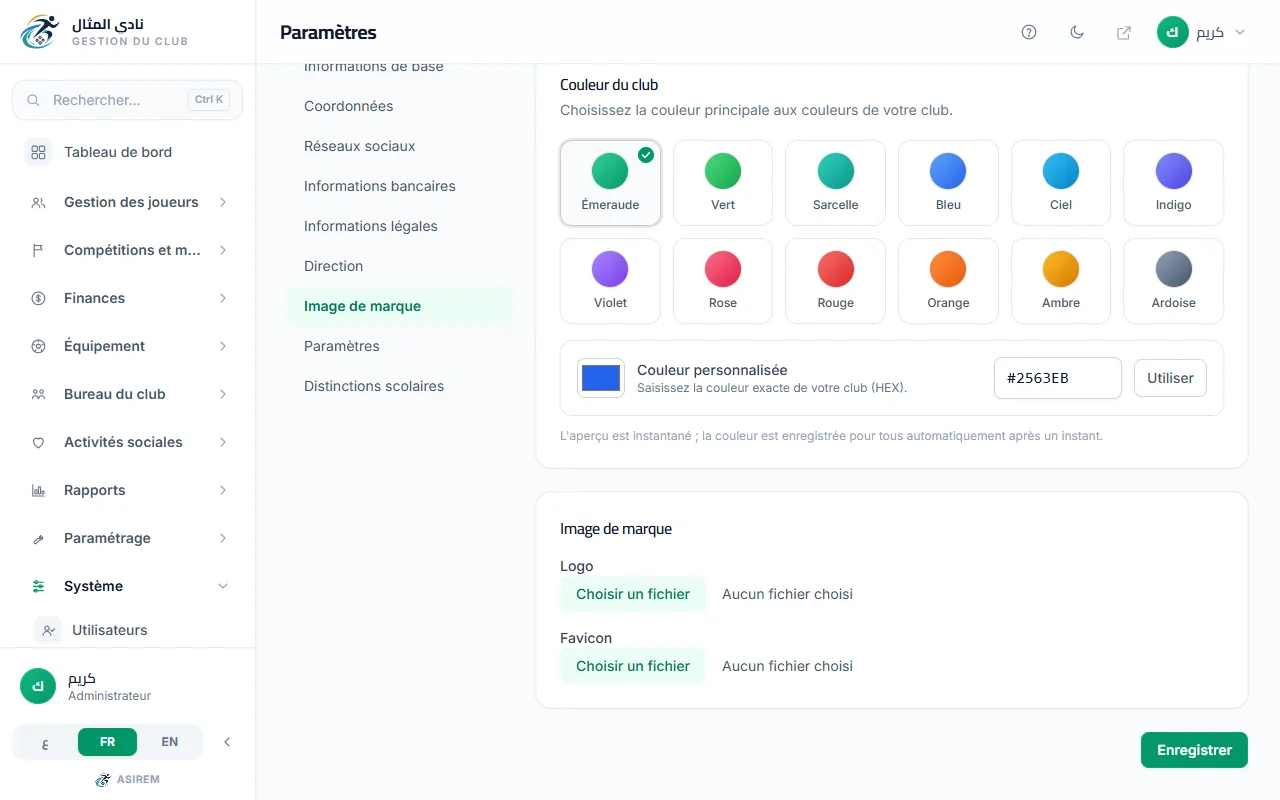 نادي المثال
GESTION DU CLUB
Rechercher...
Ctrl K
Tableau de bord
Gestion des joueurs
Compétitions et m...
Finances
Équipement
Bureau du club
Activités sociales
Rapports
Paramétrage
Système
Utilisateurs
كريم
Administrateur
ع
FR
EN
ASIREM
Paramètres
ك
كريم
Informations de base
Coordonnées
Réseaux sociaux
Informations bancaires
Informations légales
Direction
Image de marque
Paramètres
Distinctions scolaires
Couleur du club
Choisissez la couleur principale aux couleurs de votre club.
Émeraude
Vert
Sarcelle
Bleu
Ciel
Indigo
Violet
Rose
Rouge
Orange
Ambre
Ardoise
Couleur personnalisée
Saisissez la couleur exacte de votre club (HEX).
#2563EB
Utiliser
L'aperçu est instantané ; la couleur est enregistrée pour tous automatiquement après un instant.
Image de marque
Logo
Choisir un fichier
Aucun fichier choisi
Favicon
Choisir un fichier
Aucun fichier choisi
Enregistrer